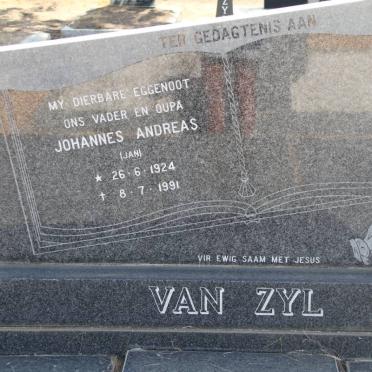 TER GEDAGTENIS AAN
MY DIERBARE EGGENOOT
ONS VADER EN OUPA
JOHANNES ANDREAS
(JAN)
* 26·6·1924
† 8·7·1991
VIR EWIG SAAM MET JESUS
VAN ZYL